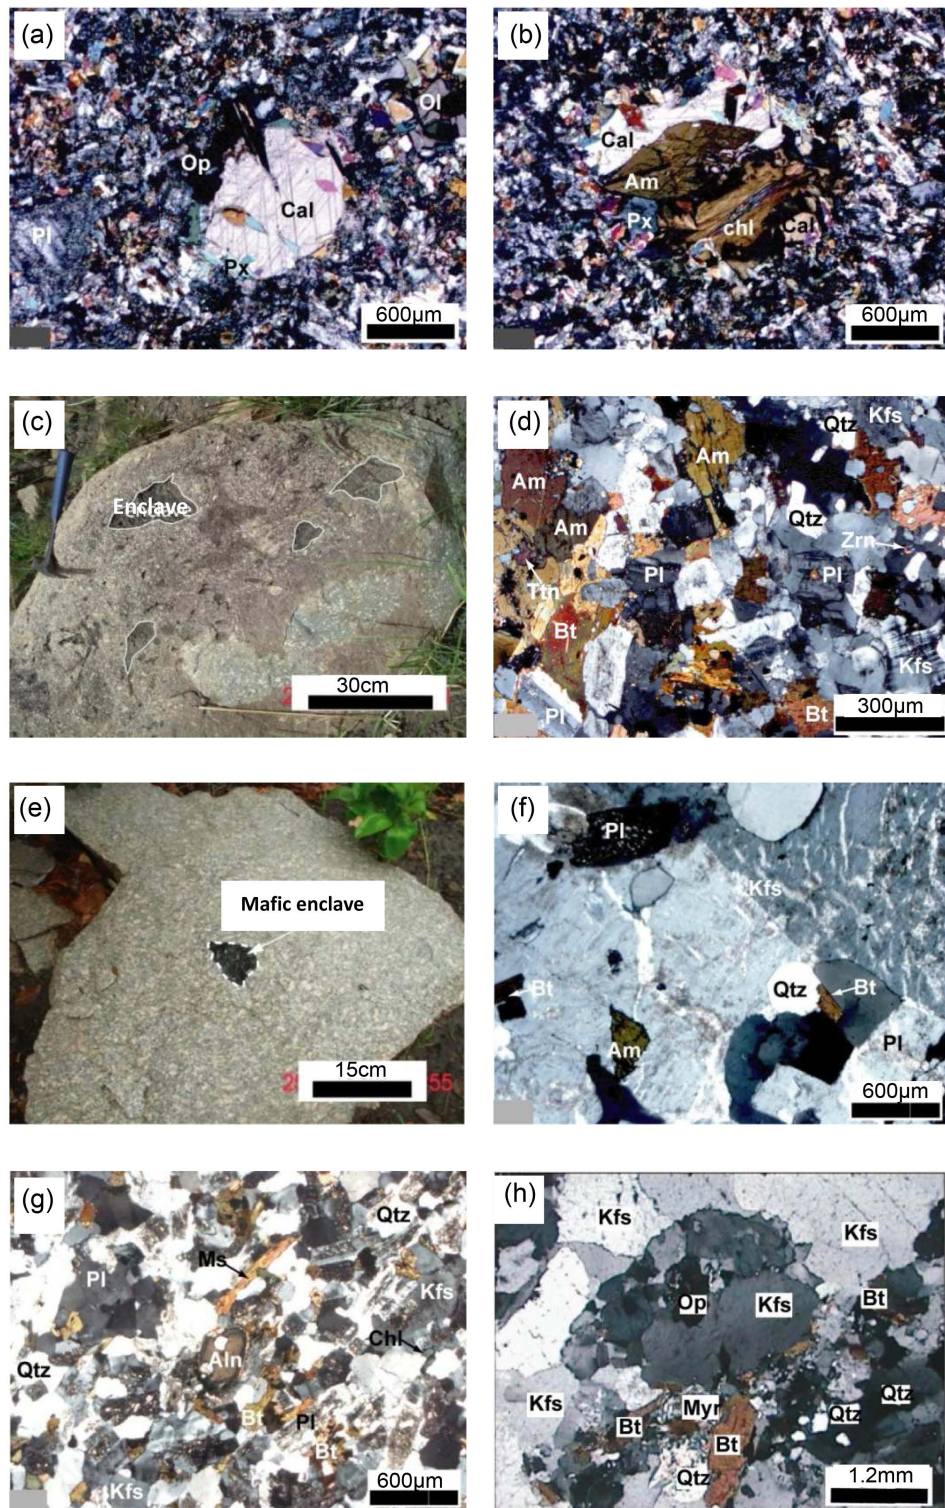 (a)
Ol
Op
Cal
Pl
Px
600μm
(b)
Cal
Am
Px
chl
Cal
600μm
(c)
Enclave
30cm
(d)
Kfs
Qtz
Am
Am
Am
Qtz
Zrn
Pl
Pl
Ttn
Bt
Kfs
Pl
Bt
300μm
(e)
Mafic enclave
15cm
55
(f)
Pl
Kfs
Bt
Qtz
Bt
Am
Pl
600μm
(g)
Qtz
Ms
Pl
Kfs
Chl
Qtz
Aln
Bt
Pl
Bt
Kfs
600μm
(h)
Kfs
Kfs
Op
Kfs
Bt
Kfs
Myr
Qtz
Bt
Bt
Qtz
Qtz
1.2mm